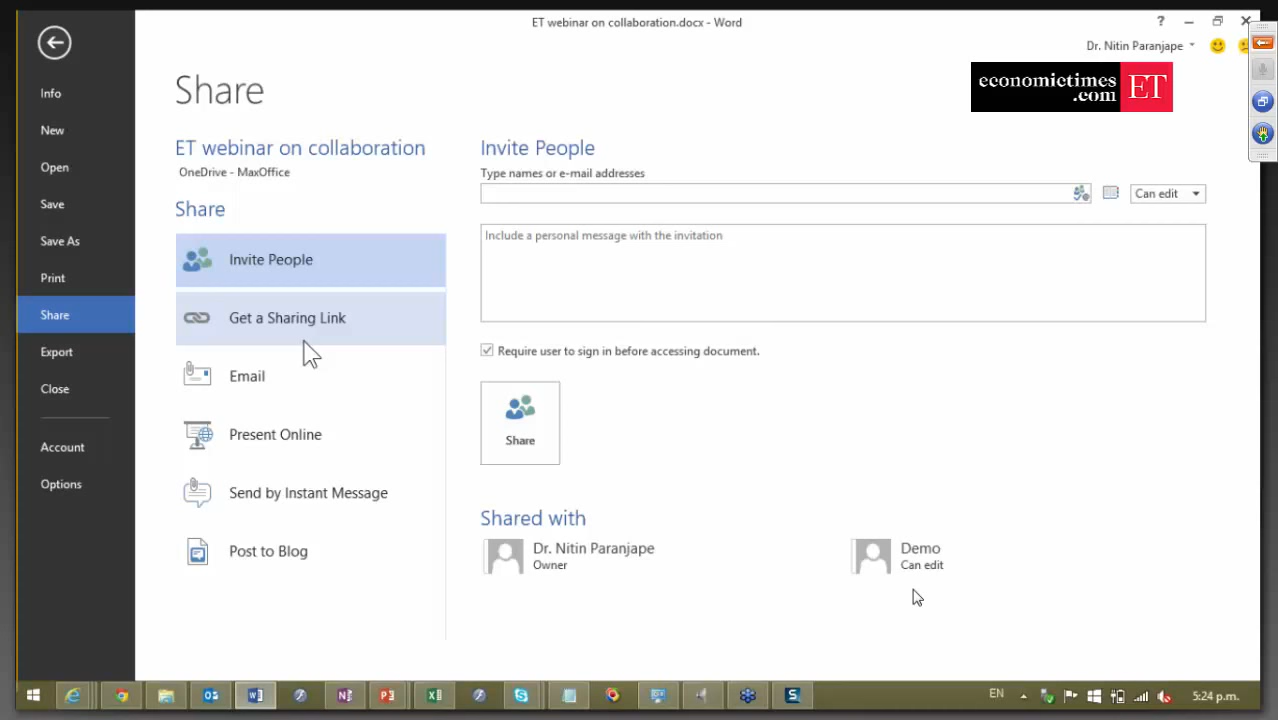 ET webinar on collaboration.docx - Word
?
Dr. Nitin Paranjape
economictimes
.com
ET
Info
New
Open
Save
Save As
Print
Share
Export
Close
Account
Options
Share
ET webinar on collaboration
OneDrive - MaxOffice
Share
Invite People
Get a Sharing Link
Email
Present Online
Send by Instant Message
Post to Blog
Invite People
Type names or e-mail addresses
Can edit
Include a personal message with the invitation
Require user to sign in before accessing document.
Share
Shared with
Dr. Nitin Paranjape
Owner
Demo
Can edit
EN
5:24 p.m.